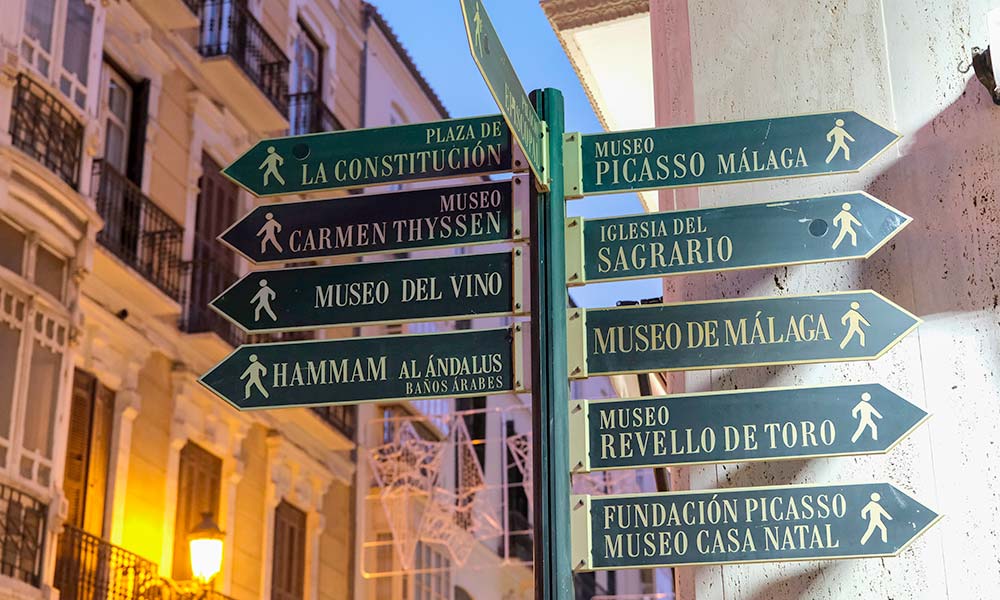 PLAZA DE
LA CONSTITUCIÓN
MUSEO
CARMEN THYSSEN
MUSEO DEL VINO
HAMMAM AL ÁNDALUS
BAÑOS ÁRABES
MUSEO
PICASSO MÁLAGA
IGLESIA DEL
SAGRARIO
MUSEO DE MÁLAGA
MUSEO
REVELLO DE TORO
FUNDACIÓN PICASSO
MUSEO CASA NATAL